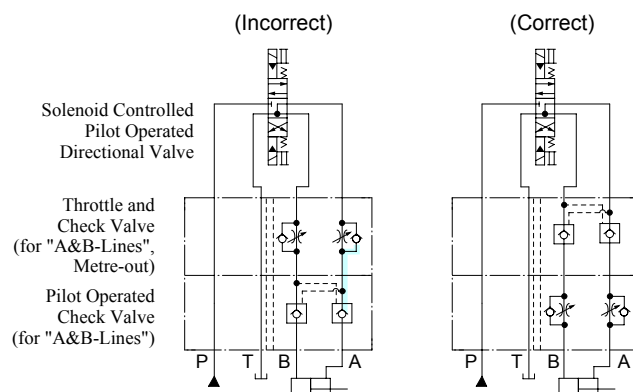 (Incorrect)
(Correct)
Solenoid Controlled
Pilot Operated
Directional Valve
Throttle and
Check Valve
(for "A&B-Lines",
Metre-out)
Pilot Operated
Check Valve
(for "A&B-Lines")
P T B A
P T B A